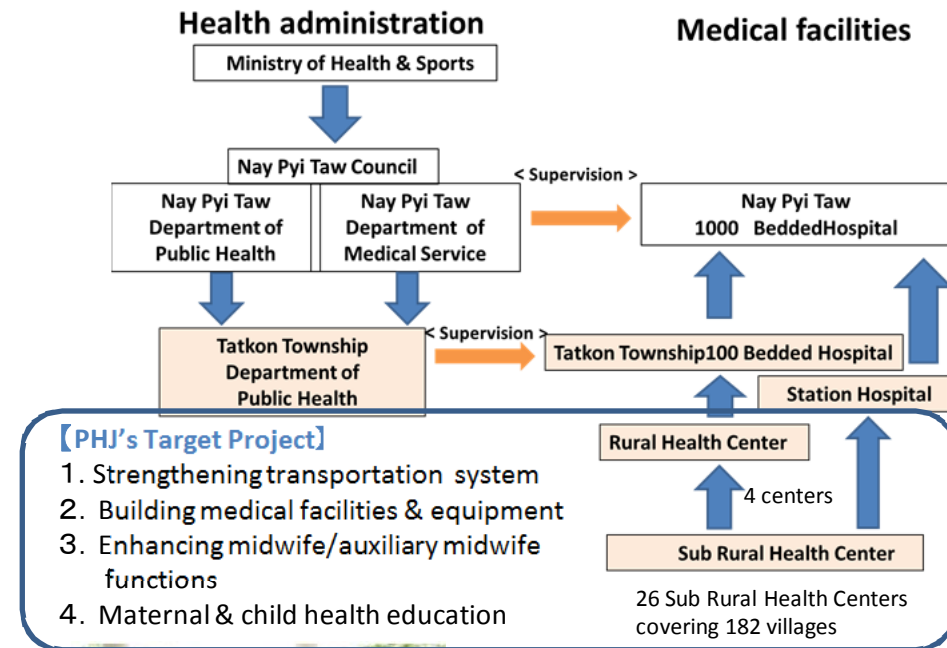 Health administration
Medical facilities
Ministry of Health & Sports
Nay Pyi Taw Council
< Supervision >
Nay Pyi Taw
Department of
Public Health
Nay Pyi Taw
Department of
Medical Service
Nay Pyi Taw
1000 BeddedHospital
< Supervision >
Tatkon Township
Department of
Public Health
Tatkon Township100 Bedded Hospital
Station Hospital
【PHJ's Target Project】
1. Strengthening transportation system
2. Building medical facilities & equipment
3. Enhancing midwife/auxiliary midwife
functions
4. Maternal & child health education
Rural Health Center
4 centers
Sub Rural Health Center
26 Sub Rural Health Centers
covering 182 villages